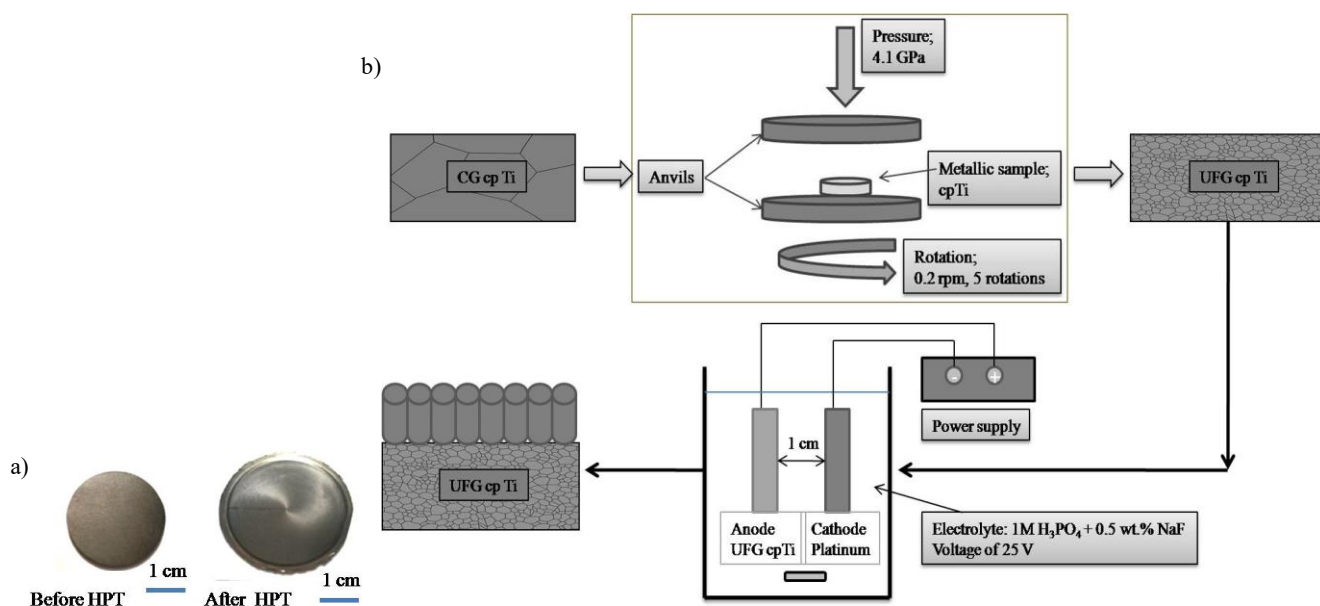 b)
Pressure;
4.1 GPa
CG cp Ti
Anvils
Metallic sample;
cpTi
UFG cp Ti
Rotation;
0.2 rpm, 5 rotations
- +
Power supply
1 cm
UFG cp Ti
Anode
UFG cpTi
Cathode
Platinum
Electrolyte: 1M H₃PO₄ + 0.5 wt.% NaF
Voltage of 25 V
a)
1 cm
Before HPT
1 cm
After HPT